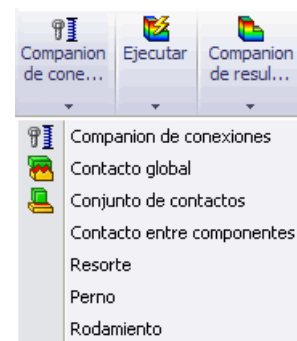 Companion
de cone...
Ejecutar
Companion
de resul...
Companion de conexiones
Contacto global
Conjunto de contactos
Contacto entre componentes
Resorte
Perno
Rodamiento